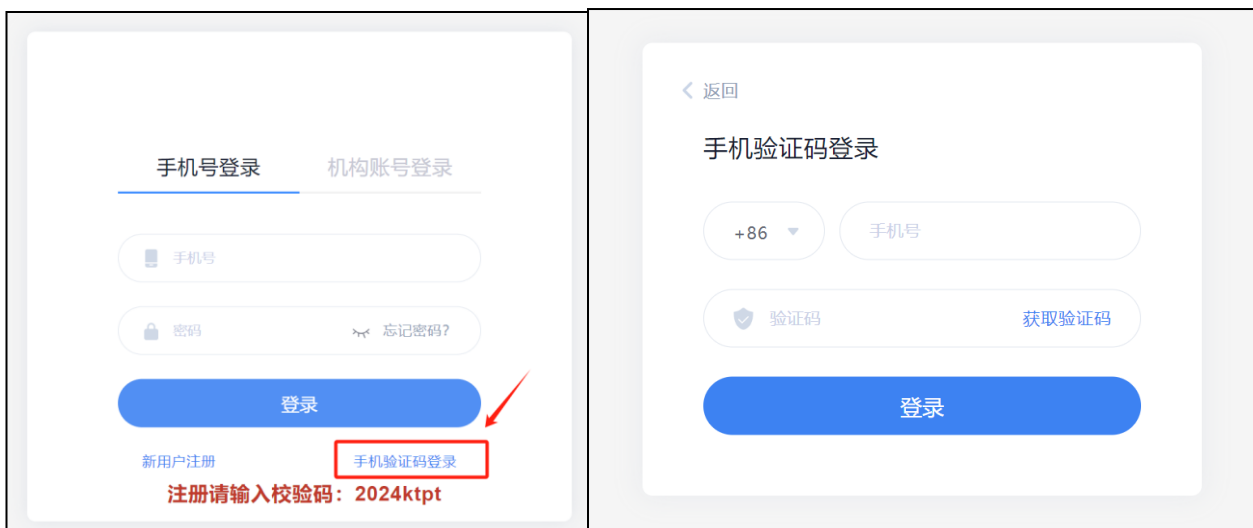 手机号登录 机构账号登录
手机号
密码 忘记密码?
登录
新用户注册 手机验证码登录
注册请输入校验码：2024ktpt
返回
手机验证码登录
+86 手机号
验证码 获取验证码
登录